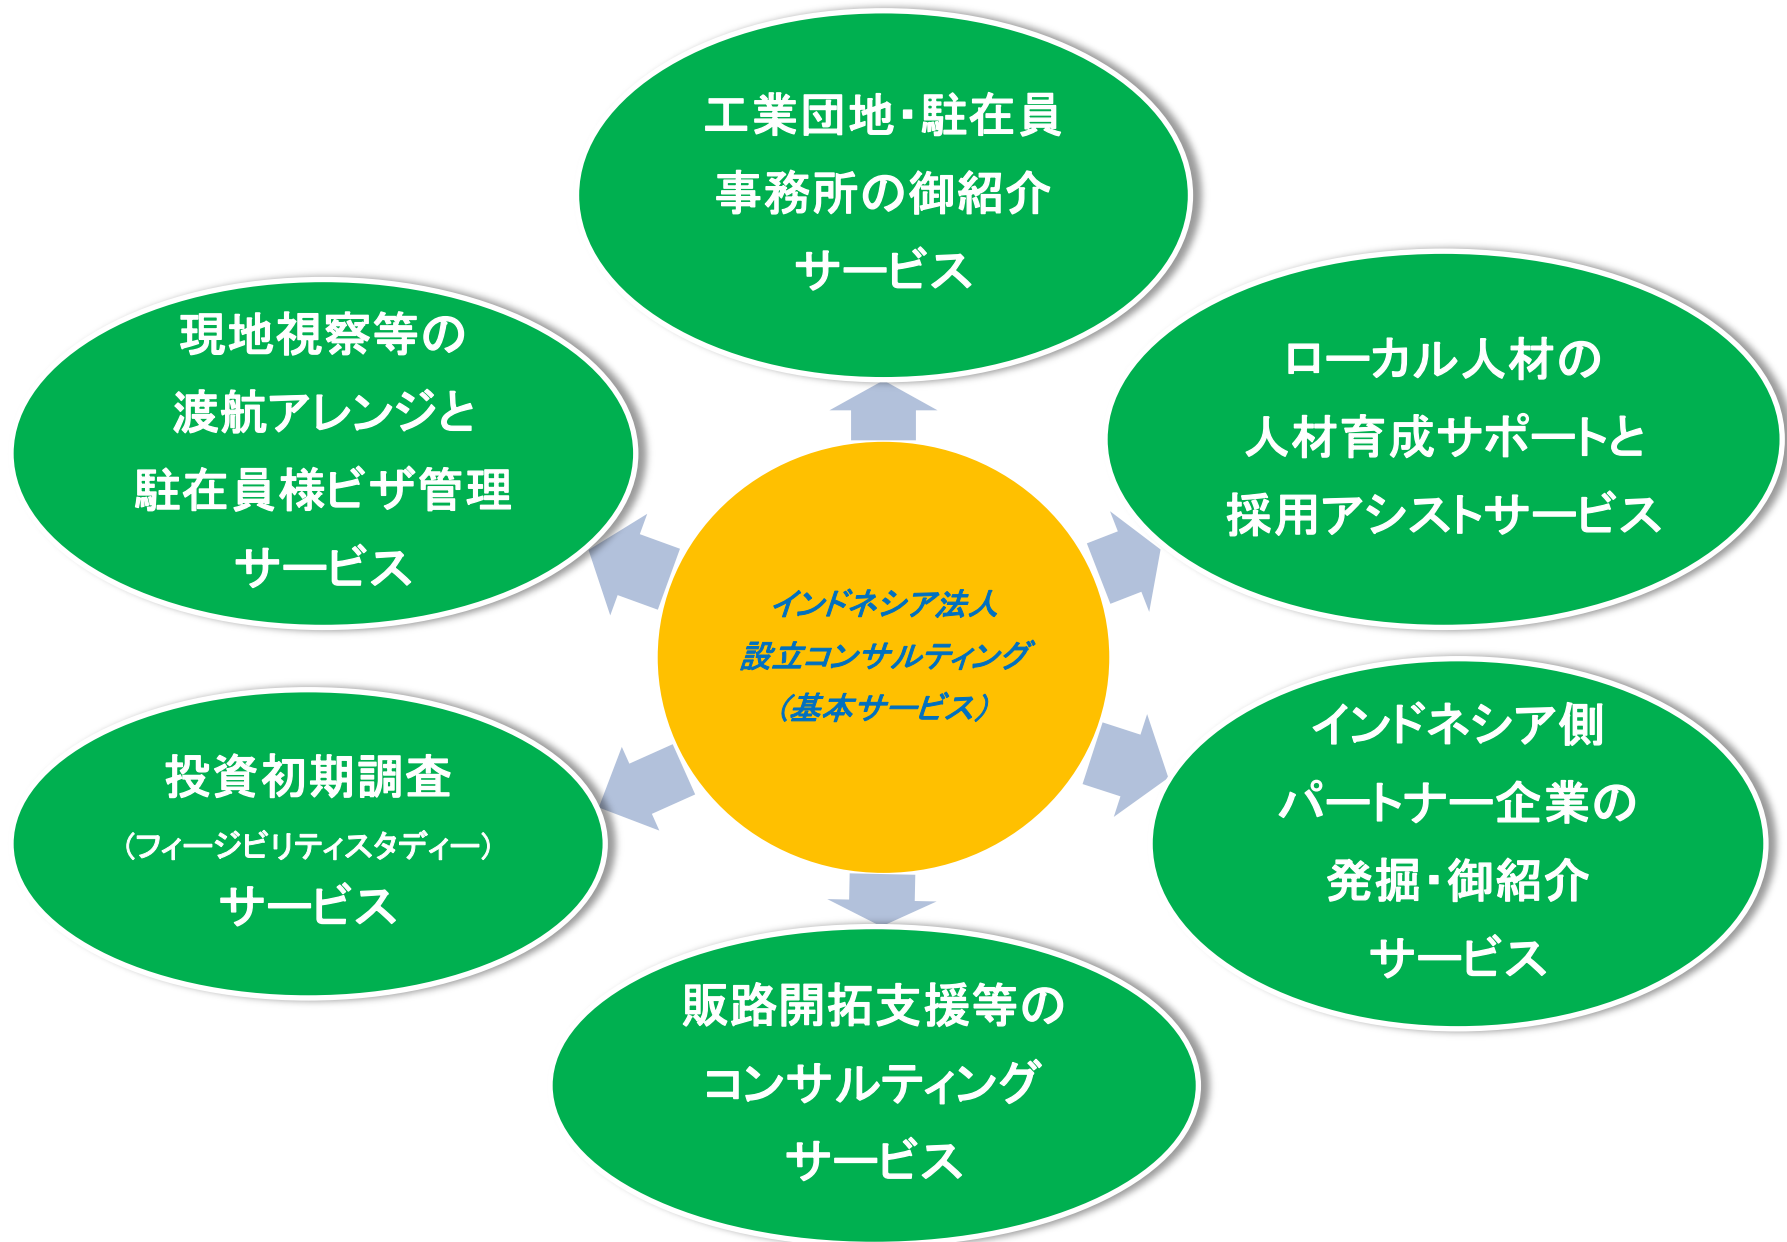 工業団地・駐在員
事務所の御紹介
サービス
現地視察等の
渡航アレンジと
駐在員様ビザ管理
サービス
ローカル人材の
人材育成サポートと
採用アシストサービス
インドネシア法人
設立コンサルティング
（基本サービス）
投資初期調査
（フィージビリティスタディー）
サービス
インドネシア側
パートナー企業の
発掘・御紹介
サービス
販路開拓支援等の
コンサルティング
サービス